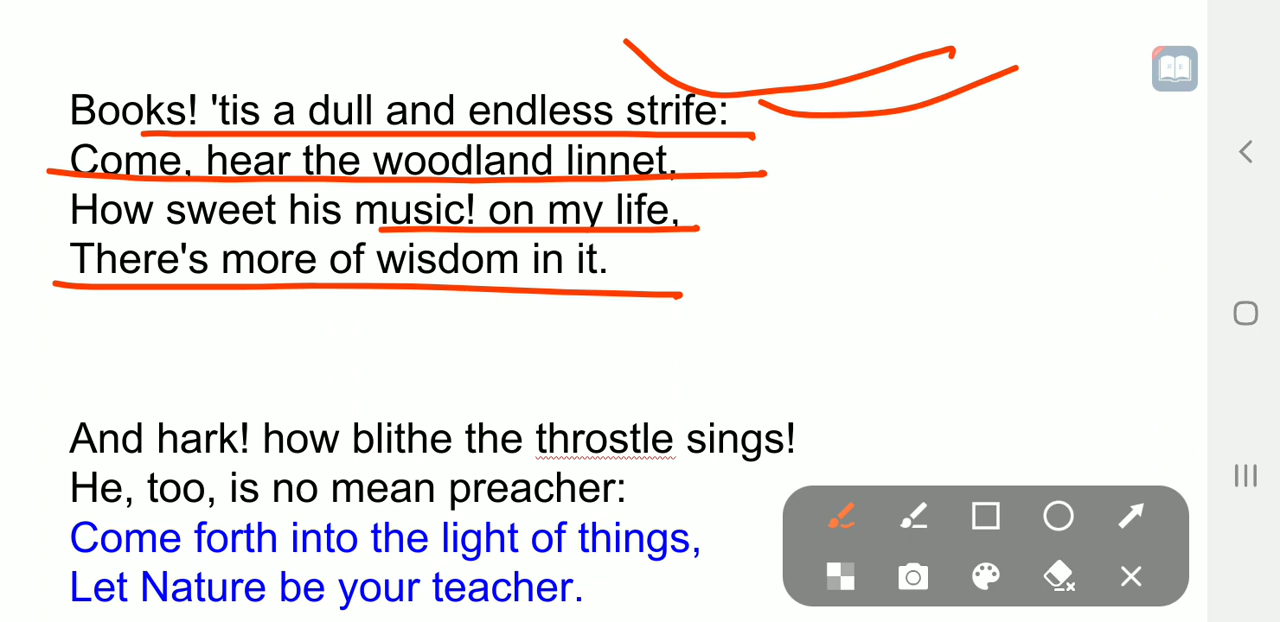 Books! 'tis a dull and endless strife:
Come, hear the woodland linnet,
How sweet his music! on my life,
There's more of wisdom in it.
And hark! how blithe the throstle sings!
He, too, is no mean preacher:
Come forth into the light of things,
Let Nature be your teacher.